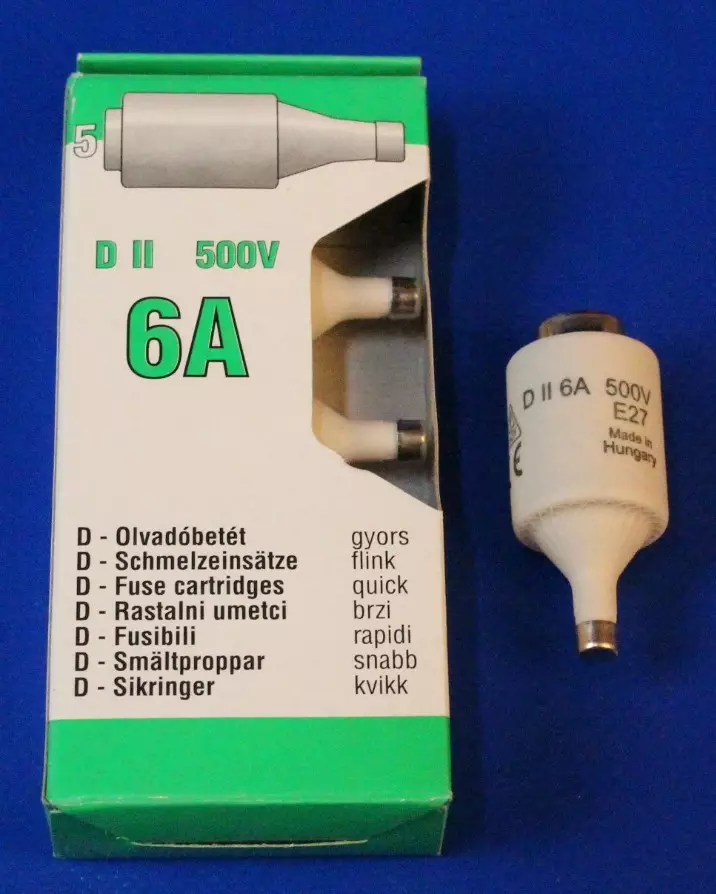 5
D II 500V
6A
D - Olvadóbetét gyors
D - Schmelzeinsätze flink
D - Fuse cartridges quick
D - Rastalni umetci brzi
D - Fusibili rapidi
D - Smältproppar snabb
D - Sikringer kvikk
D II 6A 500V
E27
Made in
Hungary
CE